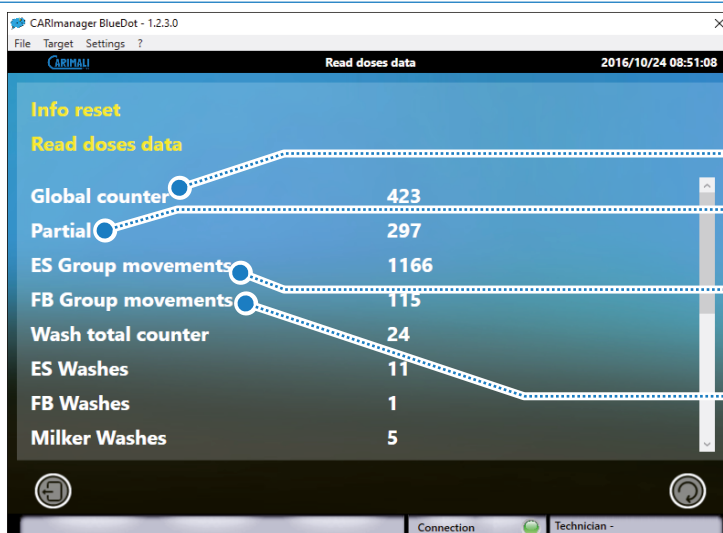 CARImanager BlueDot - 1.2.3.0
File Target Settings ?
CARIMALI Read doses data 2016/10/24 08:51:08
Info reset
Read doses data
Global counter 423
Partial 297
ES Group movements 1166
FB Group movements 115
Wash total counter 24
ES Washes 11
FB Washes 1
Milker Washes 5
Connection Technician -